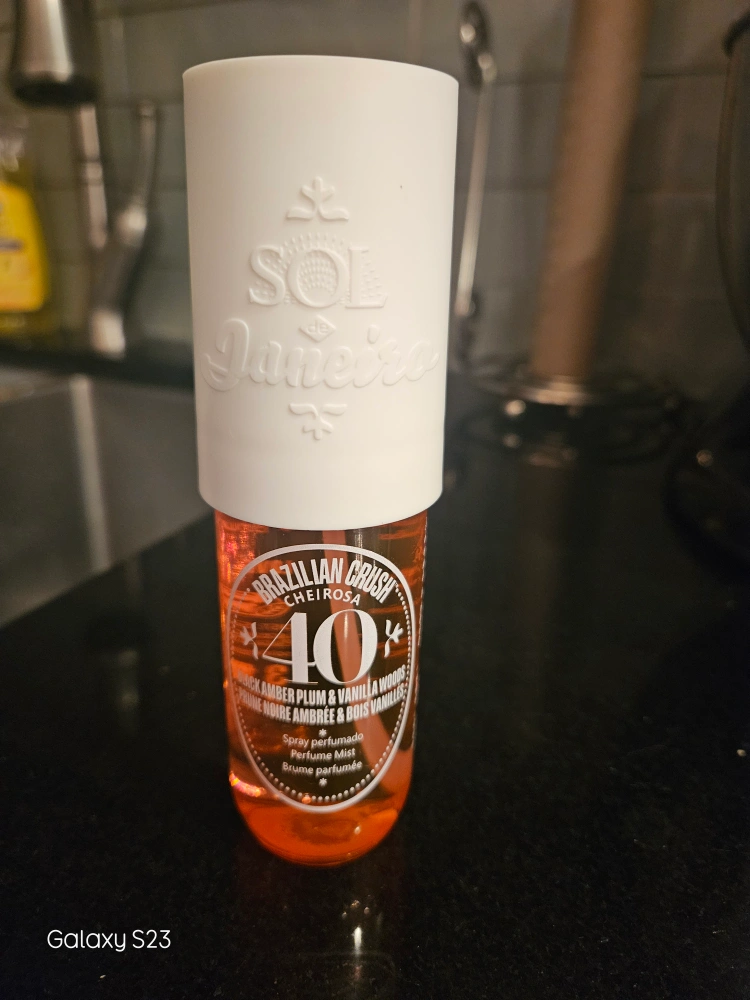 SOL
de
Janeiro
BRAZILIAN CRUSH
CHEIROSA
40
BLACK AMBER PLUM & VANILLA WOODS
PRUNE NOIRE AMBRÉE & BOIS VANILLÉS
Spray perfumado
Perfume Mist
Brume parfumée
Galaxy S23